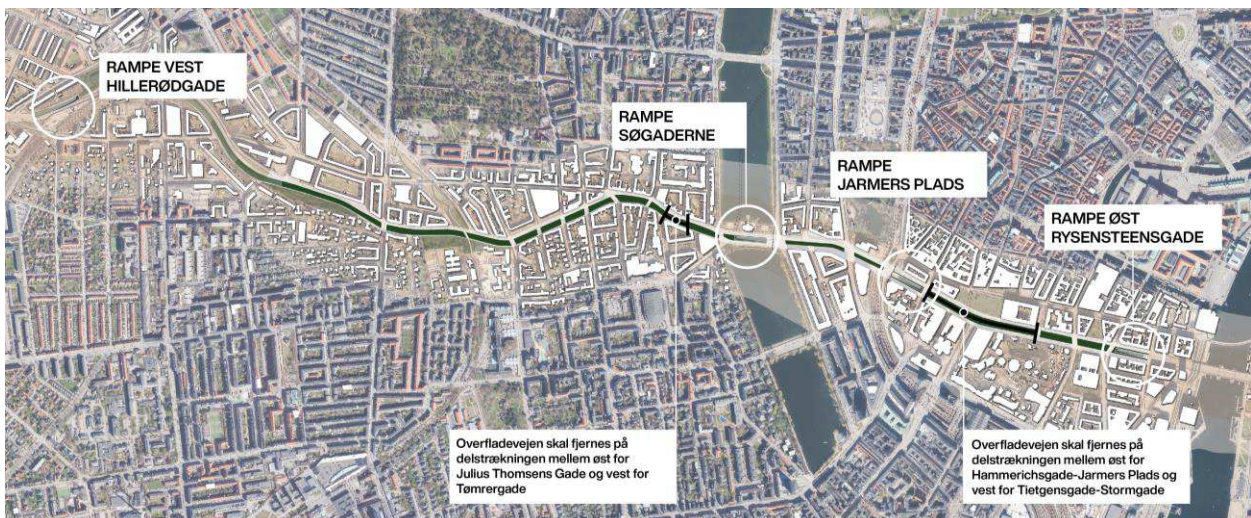 RAMPE VEST
HILLERØDGADE
RAMPE
SØGADERNE
RAMPE
JARMERS PLADS
RAMPE ØST
RYSENSTEENSGADE
Overfladevejen skal fjernes på
delstrækningen mellem øst for
Julius Thomsens Gade og vest for
Tømrergade
Overfladevejen skal fjernes på
delstrækningen mellem øst for
Hammerichsgade-Jarmers Plads og
vest for Tietgensgade-Stormgade